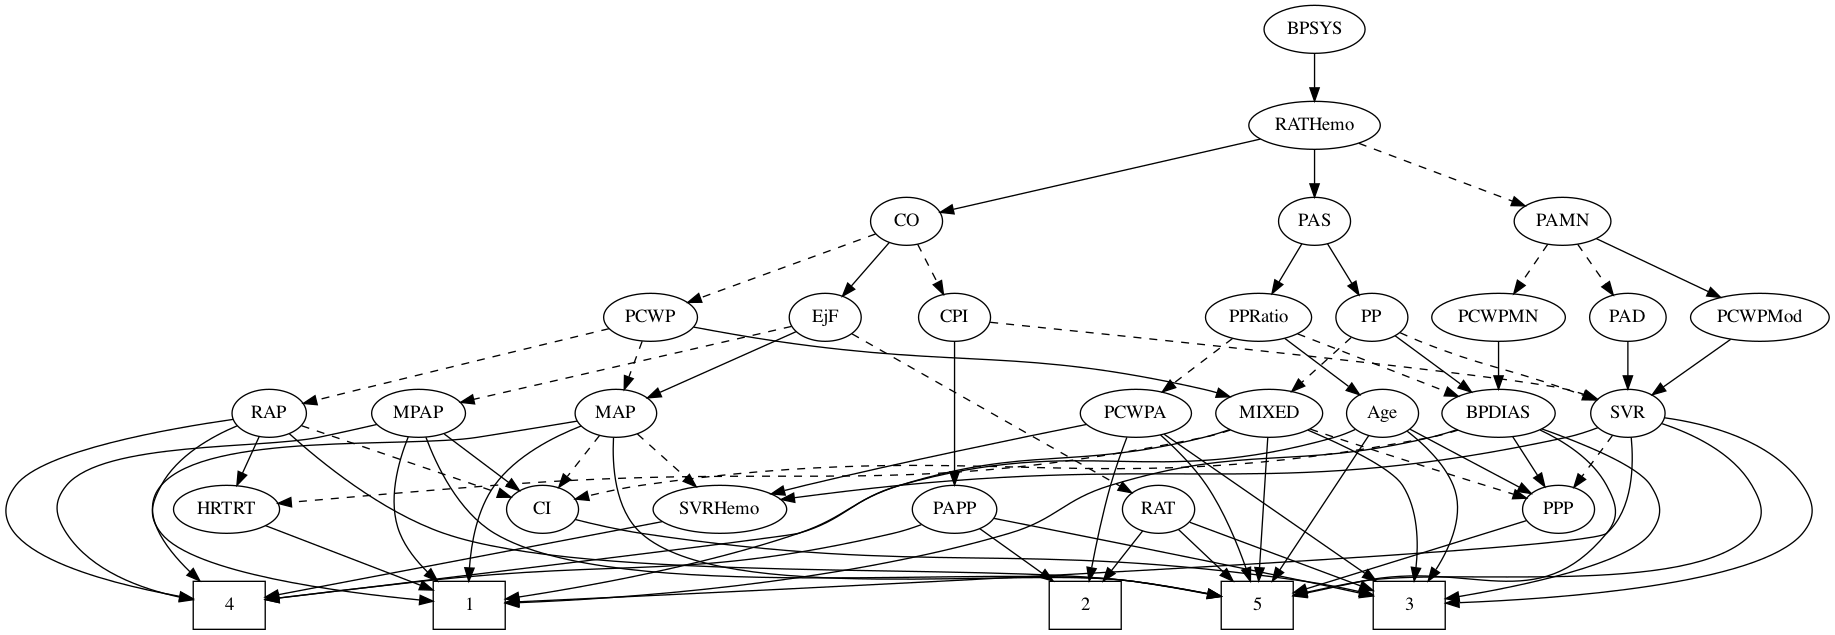 BPSYS
RATHemo
CO
PAS
PAMN
PCWP
EjF
CPI
PPRatio
PP
PCWPMN
PAD
PCWPMod
RAP
MPAP
MAP
PCWPA
MIXED
Age
BPDIAS
SVR
HRTRT
CI
SVRHemo
PAPP
RAT
PPP
4
1
2
5
3